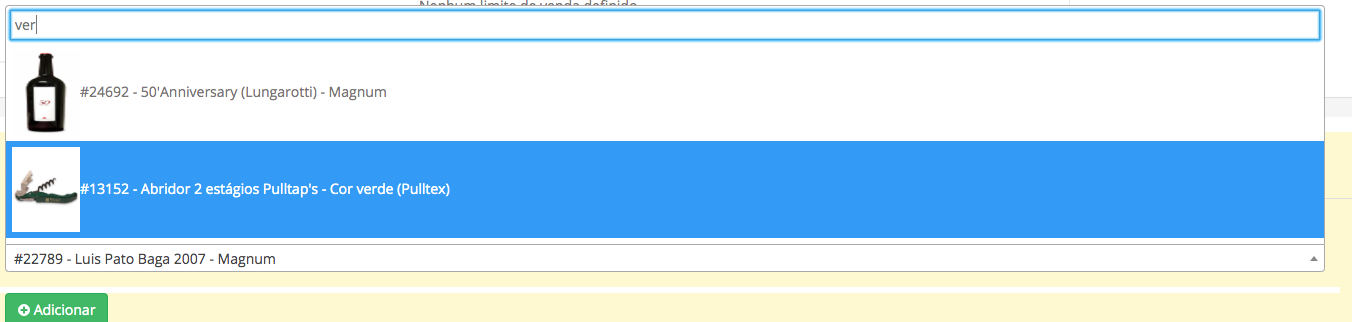 Nenhum limite de venda definido
ver
#24692 - 50'Anniversary (Lungarotti) - Magnum
#13152 - Abridor 2 estágios Pulltap's - Cor verde (Pulltex)
#22789 - Luis Pato Baga 2007 - Magnum
Adicionar